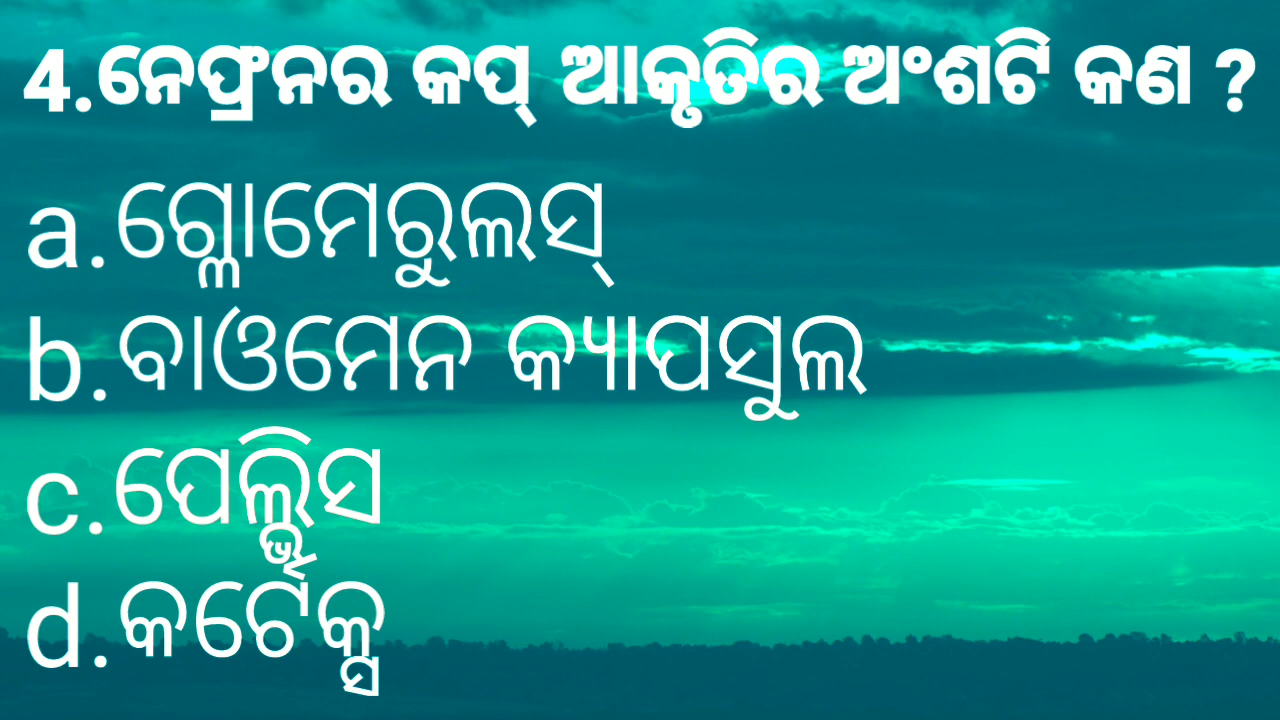 4.ନେଫ୍ରନର କପ୍ ଆକୃତିର ଅଂଶଟି କଣ ?
a.ଗ୍ଲୋମେରୁଲସ୍
b.ବାଓମେନ କ୍ୟାପସୁଲ
c.ପେଲ୍ଭିସ
d.କର୍ଟେକ୍ସ